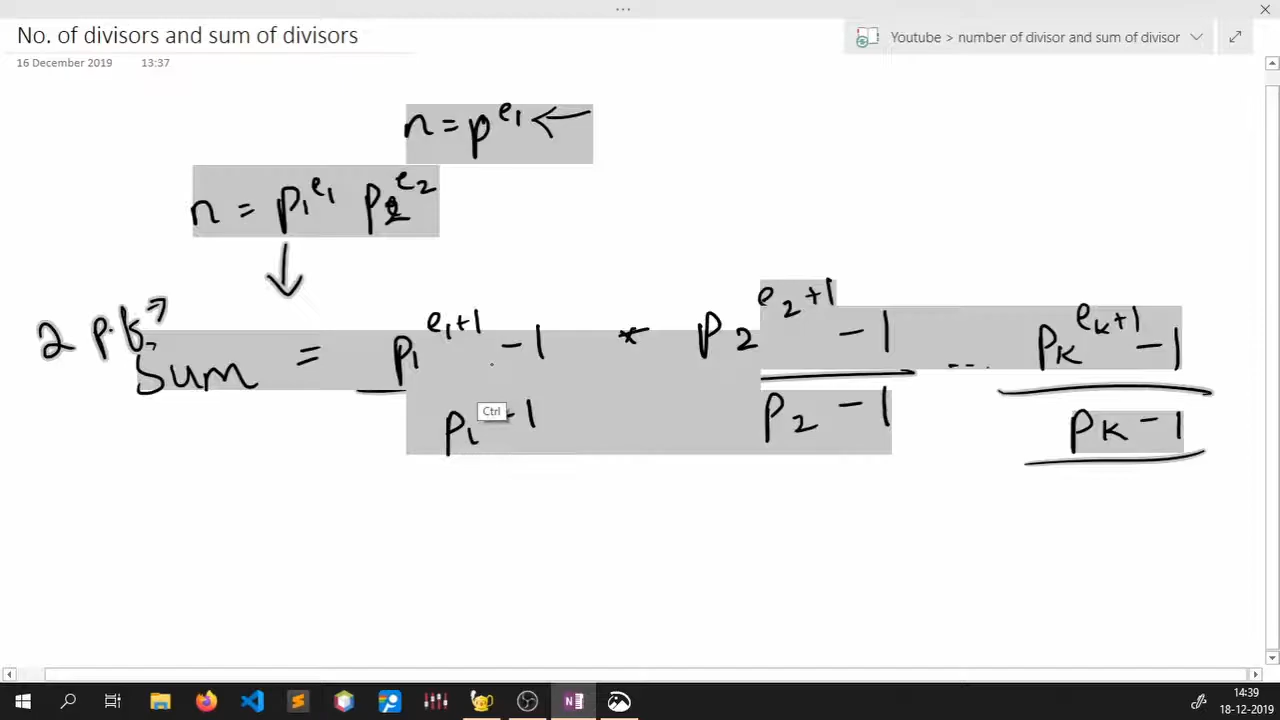 No. of divisors and sum of divisors
Youtube > number of divisor and sum of divisor
16 December 2019 13:37
n = p^e1 ←
n = p1^e1 p2^e2
↓
Sum = p1^(e1+1) - 1 * p2^(e2+1) - 1 ... pk^(ek+1) - 1
p1 - 1 p2 - 1 pk - 1
Ctrl
14:39
18-12-2019